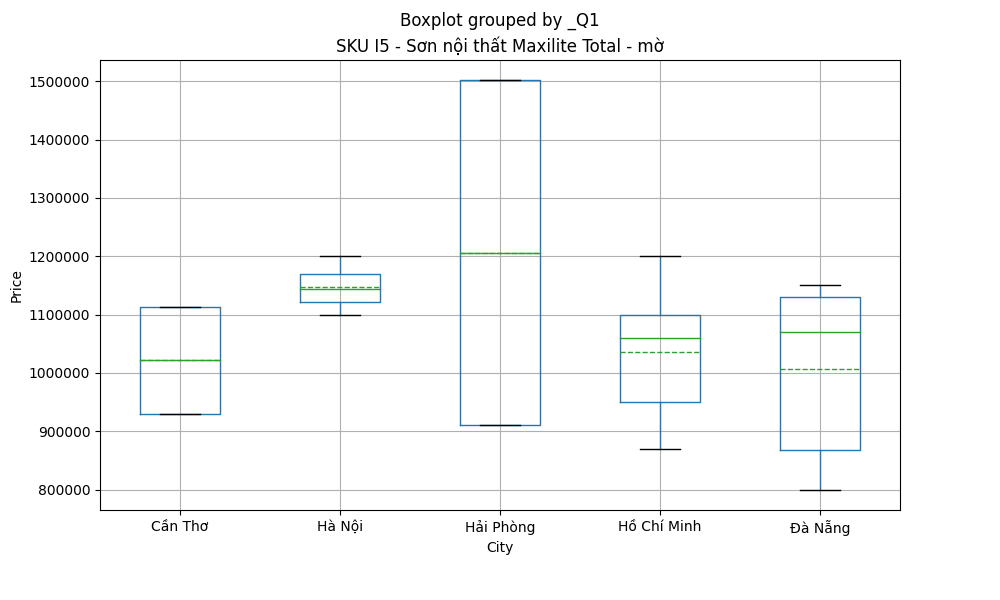 Boxplot grouped by _Q1
SKU I5 - Sơn nội thất Maxilite Total - mờ
1500000
1400000
1300000
1200000
1100000
1000000
900000
800000
Price
Cần Thơ
Hà Nội
Hải Phòng
Hồ Chí Minh
Đà Nẵng
City